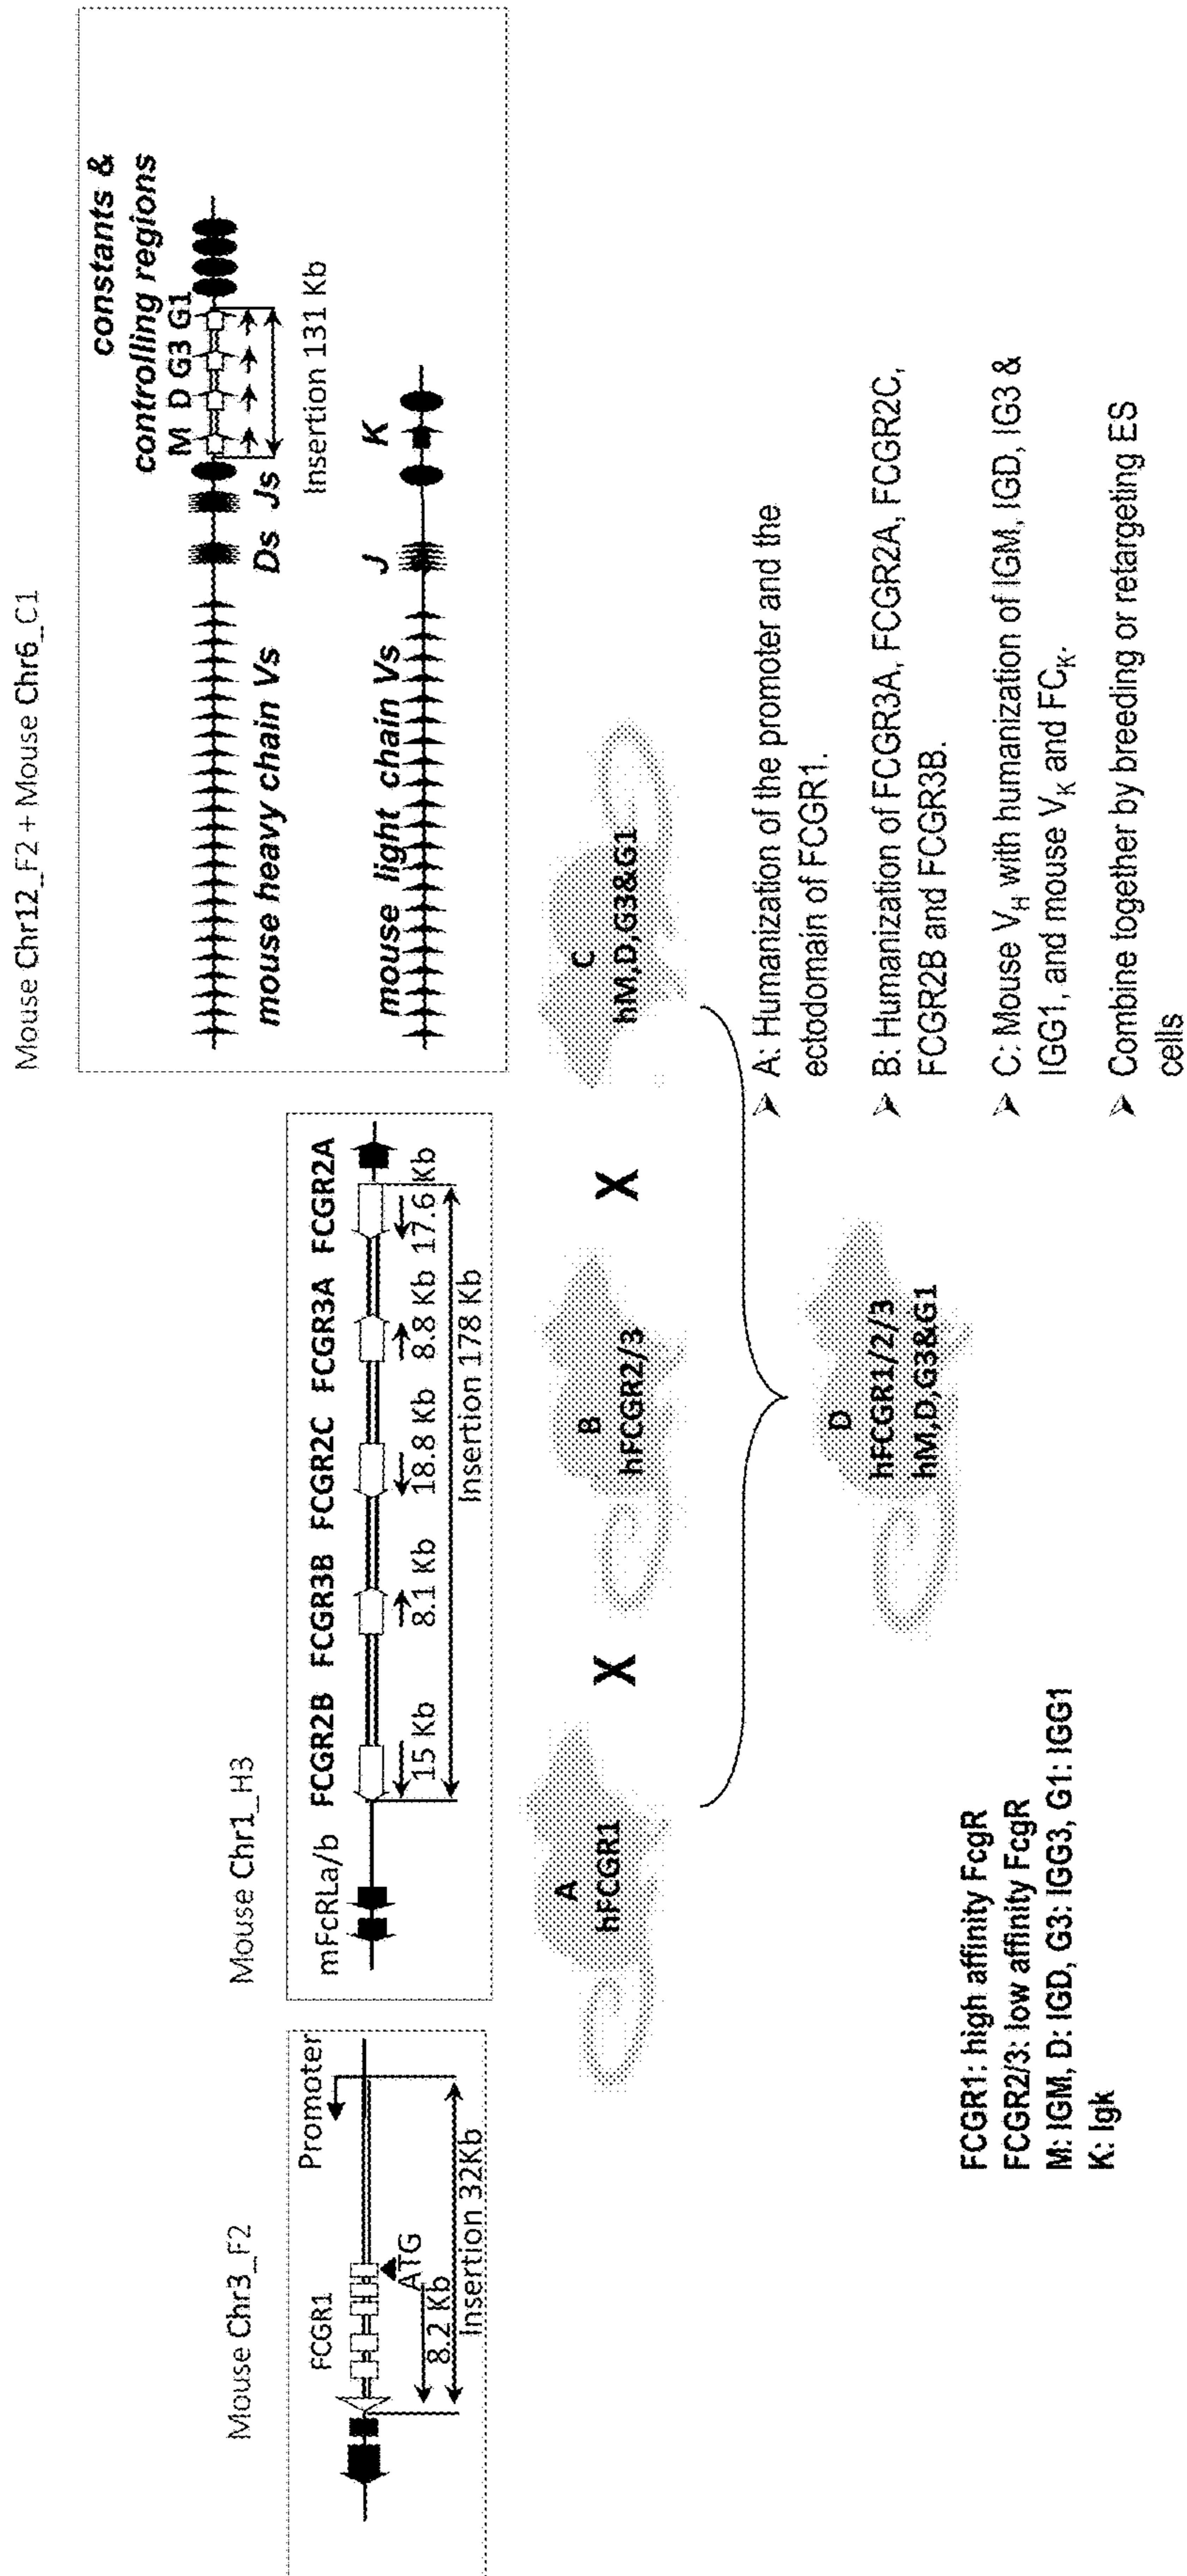 Mouse Chr3_F2
FCGR1
Promoter
ATG
8.2 Kb
Insertion 32Kb
Mouse Chr1_H3
mFcRLa/b
FCGR2B FCGR3B FCGR2C FCGR3A FCGR2A
15 Kb 8.1 Kb 18.8 Kb 8.8 Kb 17.6 Kb
Insertion 178 Kb
Mouse Chr12_F2 + Mouse Chr6_C1
constants &
controlling regions
M D G3 G1
mouse heavy chain Vs Ds Js
Insertion 131 Kb
J K
mouse light chain Vs
A
hFCGR1
X
B
hFCGR2/3
X
C
hM,D,G3&G1
D
hFCGR1/2/3
hM,D,G3&G1
FCGR1: high affinity FcgR
FCGR2/3: low affinity FcgR
M: IGM, D: IGD, G3: IGG3, G1: IGG1
K: Igk
➢ A: Humanization of the promoter and the
ectodomain of FCGR1.
➢ B: Humanization of FCGR3A, FCGR2A, FCGR2C,
FCGR2B and FCGR3B.
➢ C: Mouse VH with humanization of IGM, IGD, IG3 &
IGG1, and mouse VK and FCK.
➢ Combine together by breeding or retargeting ES
cells